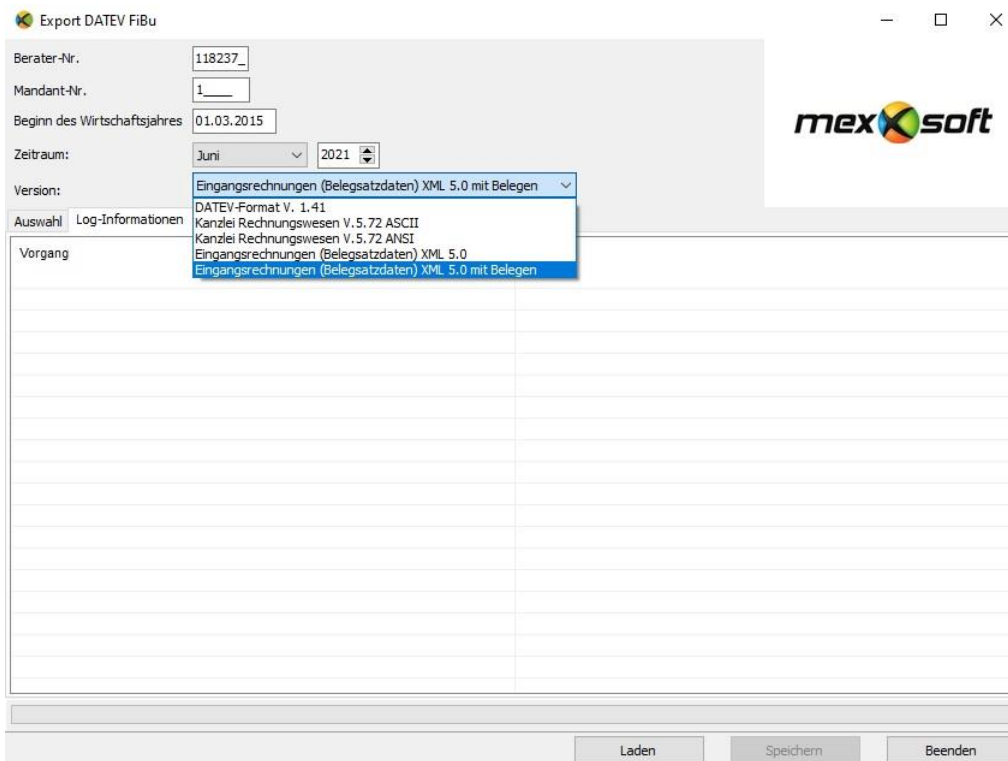 Export DATEV FiBu
Berater-Nr. 118237_
Mandant-Nr. 1____
Beginn des Wirtschaftsjahres 01.03.2015
mexXsoft
Zeitraum: Juni 2021
Version: Eingangsrechnungen (Belegsatzdaten) XML 5.0 mit Belegen
DATEV-Format V. 1.41
Auswahl Log-Informationen
Kanzlei Rechnungswesen V.5.72 ASCII
Kanzlei Rechnungswesen V.5.72 ANSI
Eingangsrechnungen (Belegsatzdaten) XML 5.0
Eingangsrechnungen (Belegsatzdaten) XML 5.0 mit Belegen
Vorgang
Laden Speichern Beenden